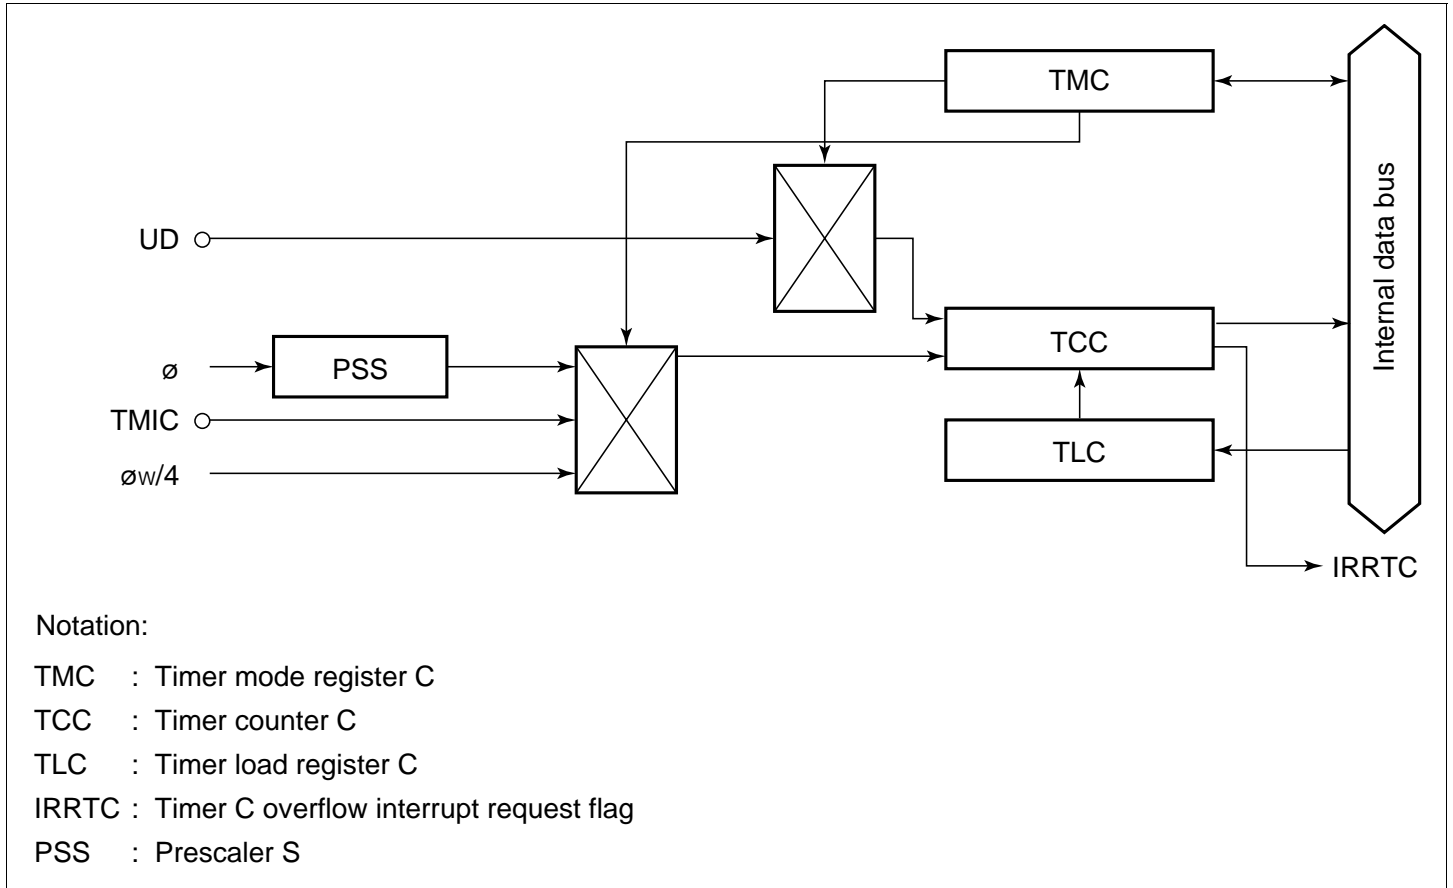 TMC
UD
TCC
ø
PSS
TMIC
TLC
øw/4
Internal data bus
IRRTC
Notation:
TMC : Timer mode register C
TCC : Timer counter C
TLC : Timer load register C
IRRTC : Timer C overflow interrupt request flag
PSS : Prescaler S